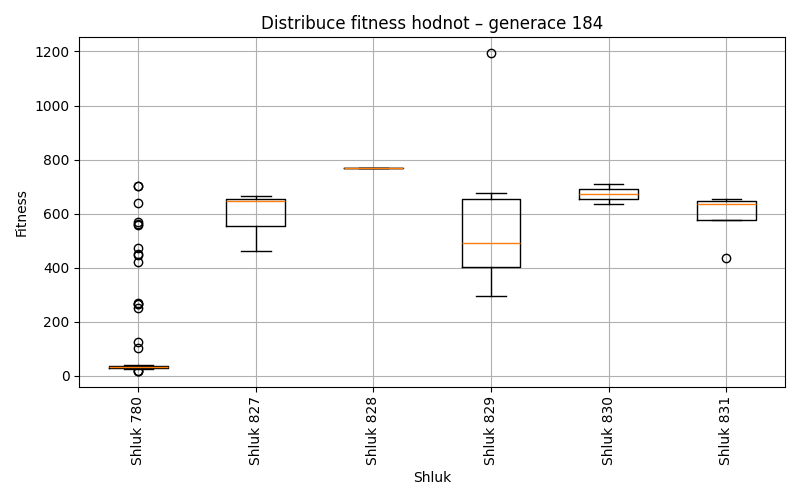 Distribuce fitness hodnot – generace 184
Fitness
1200
1000
800
600
400
200
0
Shluk 780
Shluk 827
Shluk 828
Shluk 829
Shluk 830
Shluk 831
Shluk